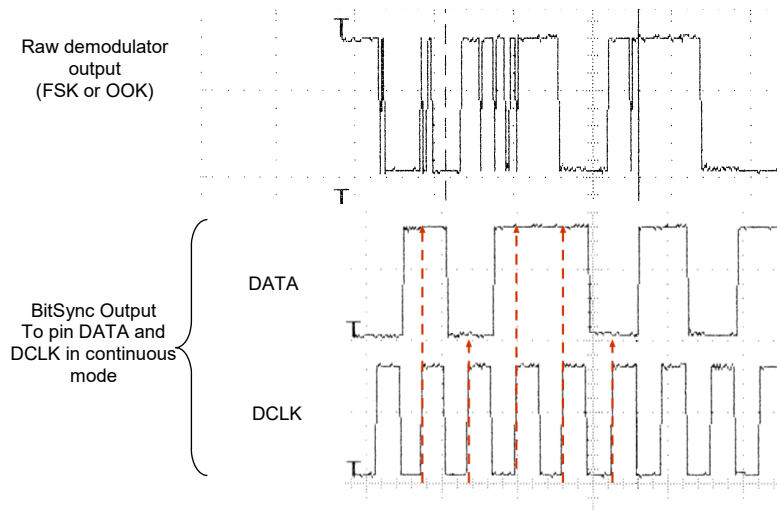 Raw demodulator
output
(FSK or OOK)
DATA
BitSync Output
To pin DATA and
DCLK in continuous
mode
DCLK